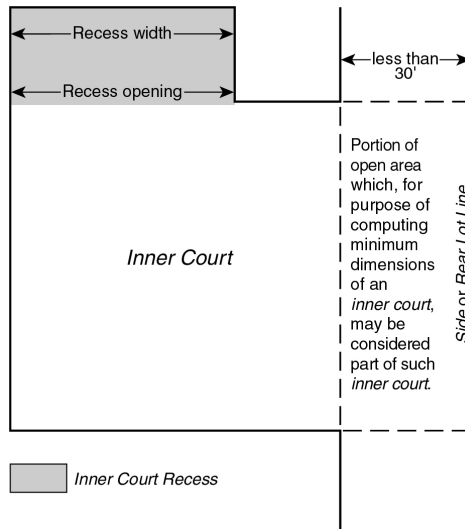 Recess width
less than
30'
Recess opening
Portion of
open area
which, for
purpose of
computing
minimum
dimensions
of an
inner court,
may be
considered
part of such
inner court.
Inner Court
Side or Rear Lot Line
Inner Court Recess